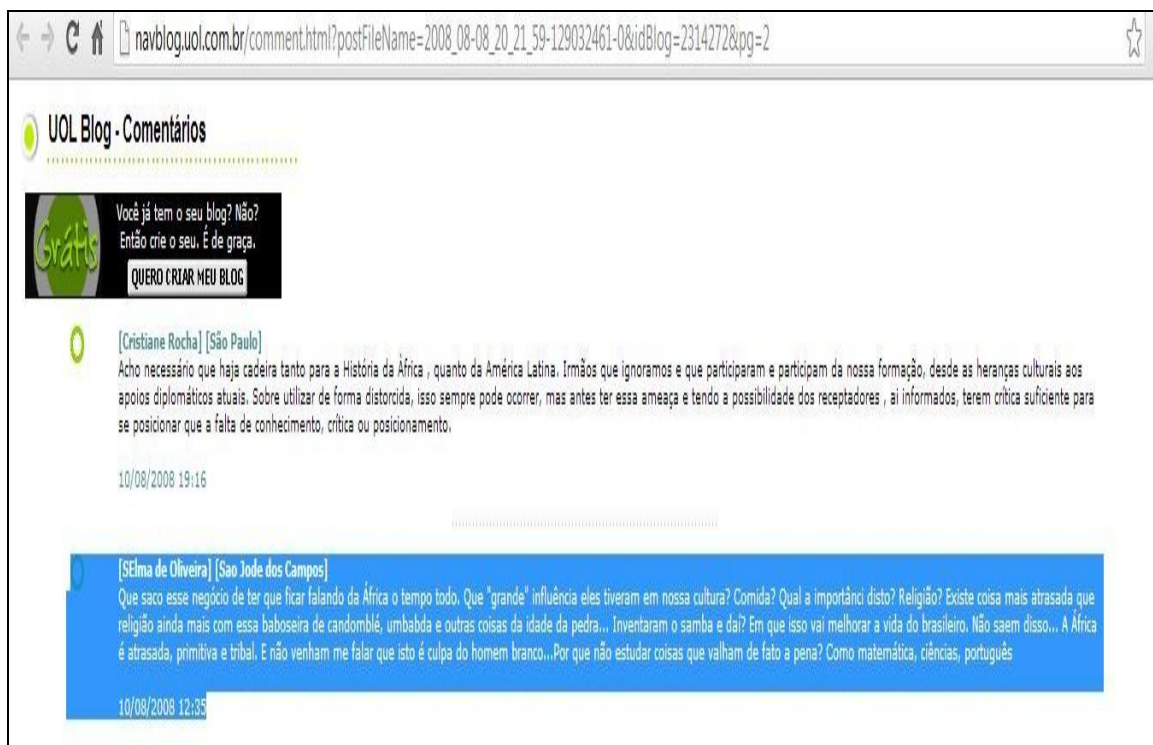 navblog.uol.com.br/comment.html?postFileName=2008_08-08_20_21_59-129032461-0&idBlog=2314272&pg=2
UOL Blog - Comentários
Grátis
Você já tem o seu blog? Não?
Então crie o seu. É de graça.
QUERO CRIAR MEU BLOG
[Cristiane Rocha] [São Paulo]
Acho necessário que haja cadeira tanto para a História da África , quanto da América Latina. Irmãos que ignoramos e que participaram e participam da nossa formação, desde as heranças culturais aos
apoios diplomáticos atuais. Sobre utilizar de forma distorcida, isso sempre pode ocorrer, mas antes ter essa ameaça e tendo a possibilidade dos receptadores , ai informados, terem crítica suficiente para
se posicionar que a falta de conhecimento, crítica ou posicionamento.
10/08/2008 19:16
[SElma de Oliveira] [Sao Jode dos Campos]
Que saco esse negócio de ter que ficar falando da África o tempo todo. Que "grande" influência eles tiveram em nossa cultura? Comida? Qual a importânci disto? Religião? Existe coisa mais atrasada que
religião ainda mais com essa baboseira de candomblé, umbabda e outras coisas da idade da pedra... Inventaram o samba e daí? Em que isso vai melhorar a vida do brasileiro. Não saem disso... A África
é atrasada, primitiva e tribal. E não venham me falar que isto é culpa do homem branco...Por que não estudar coisas que valham de fato a pena? Como matemática, ciências, português
10/08/2008 12:35